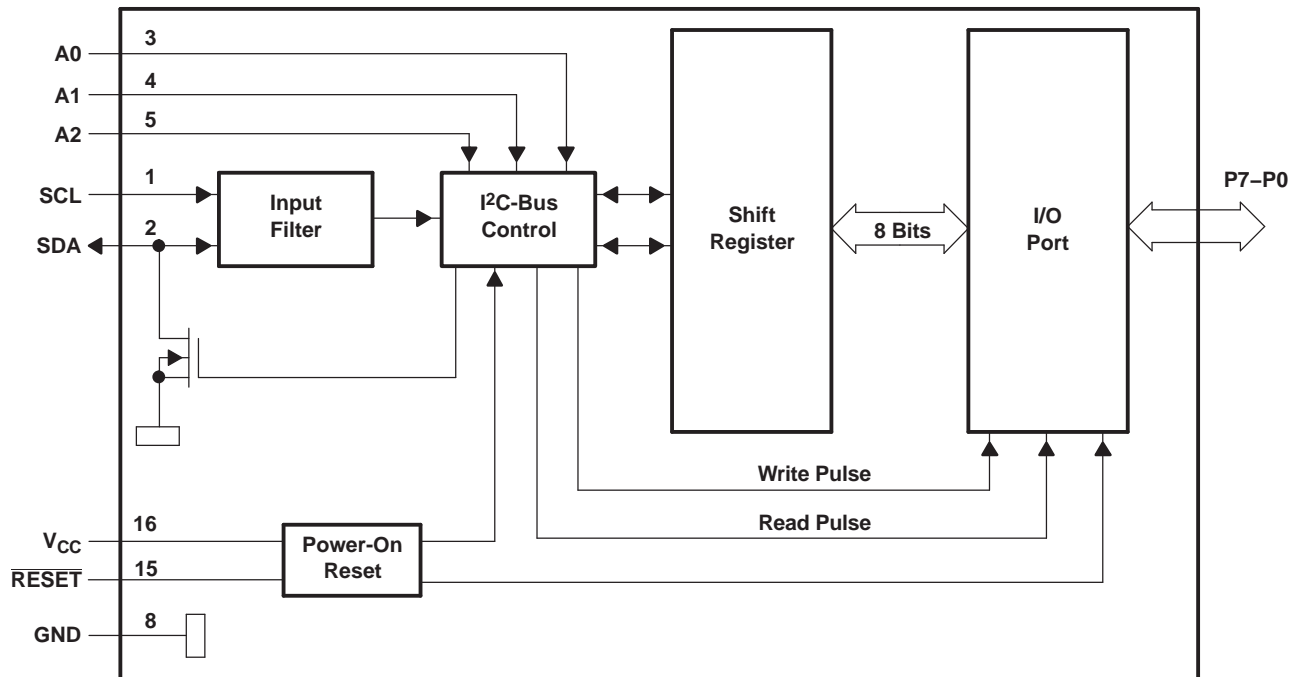 A0
3
A1
4
A2
5
SCL
1
SDA
2
Input
Filter
I²C-Bus
Control
Shift
Register
8 Bits
I/O
Port
P7–P0
Write Pulse
Read Pulse
VCC
16
RESET
15
Power-On
Reset
GND
8